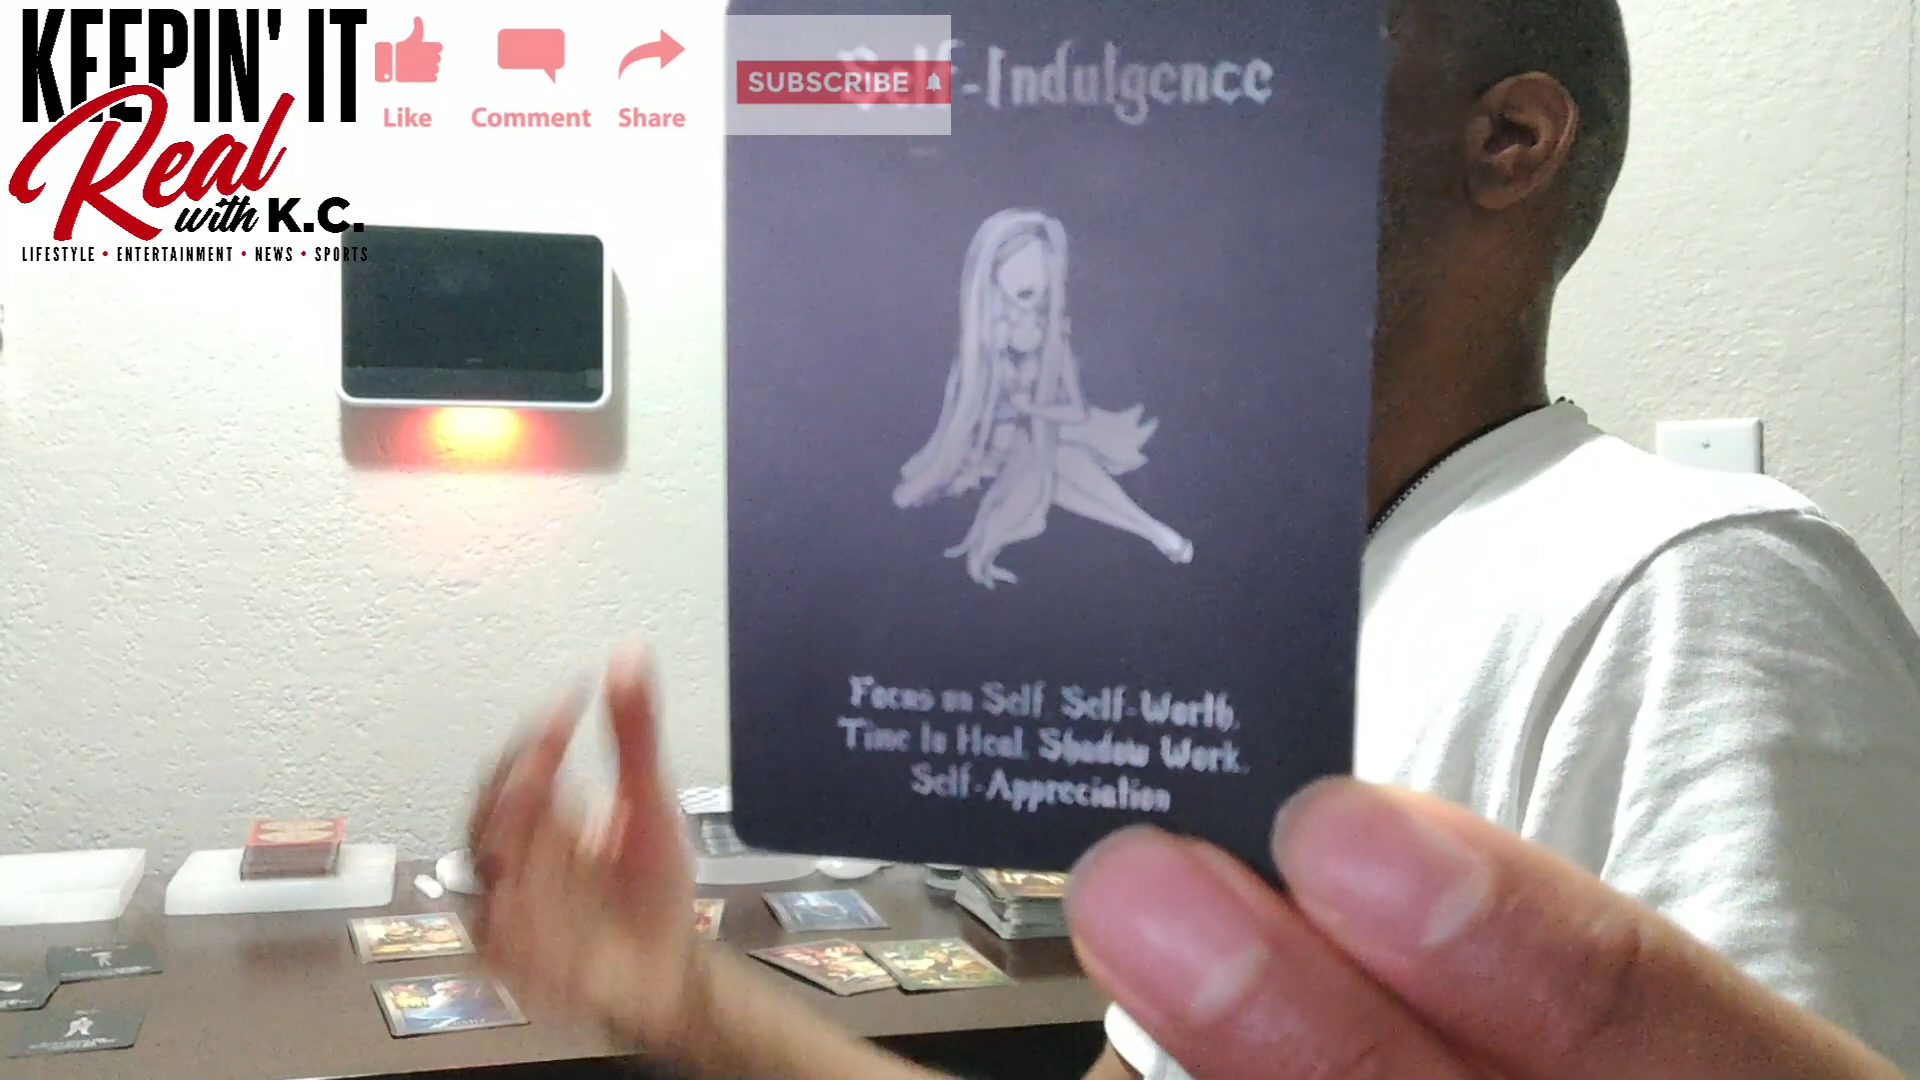 KEEPIN' IT
Real
with K.C.
LIFESTYLE • ENTERTAINMENT • NEWS • SPORTS
Like
Comment
Share
SUBSCRIBE
Self-Indulgence
Focus on Self, Self-Worth,
Time to Heal, Shadow Work,
Self-Appreciation